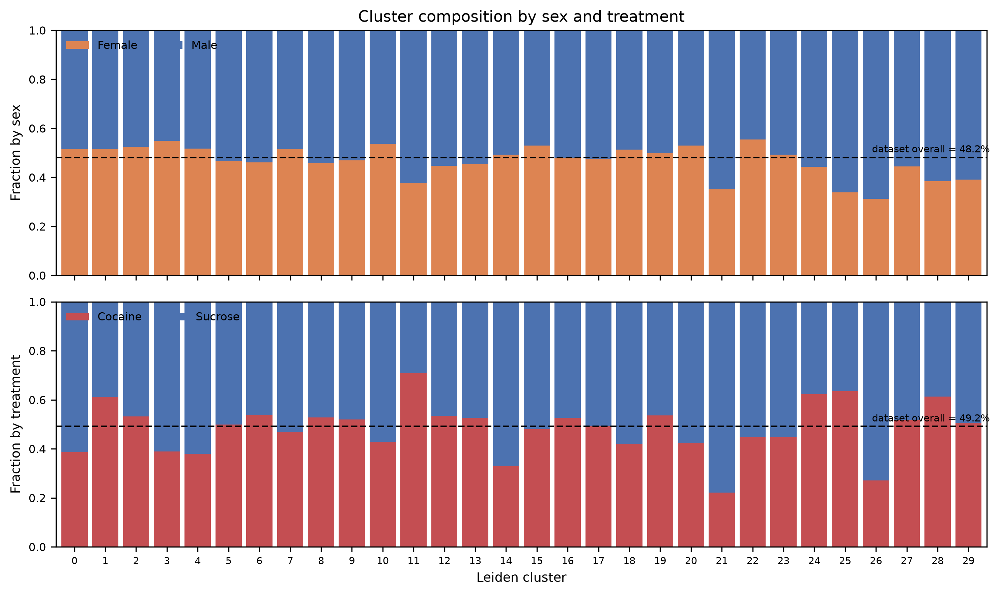 Cluster composition by sex and treatment
Fraction by sex
1.0
0.8
0.6
0.4
0.2
0.0
Female Male
dataset overall = 48.2%
Fraction by treatment
1.0
0.8
0.6
0.4
0.2
0.0
Cocaine Sucrose
dataset overall = 49.2%
0 1 2 3 4 5 6 7 8 9 10 11 12 13 14 15 16 17 18 19 20 21 22 23 24 25 26 27 28 29
Leiden cluster